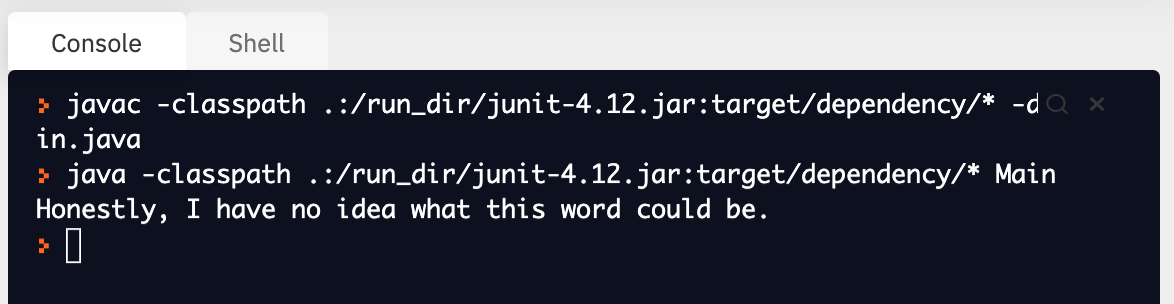 Console
Shell
javac -classpath .:/run_dir/junit-4.12.jar:target/dependency/* -d
in.java
java -classpath .:/run_dir/junit-4.12.jar:target/dependency/* Main
Honestly, I have no idea what this word could be.